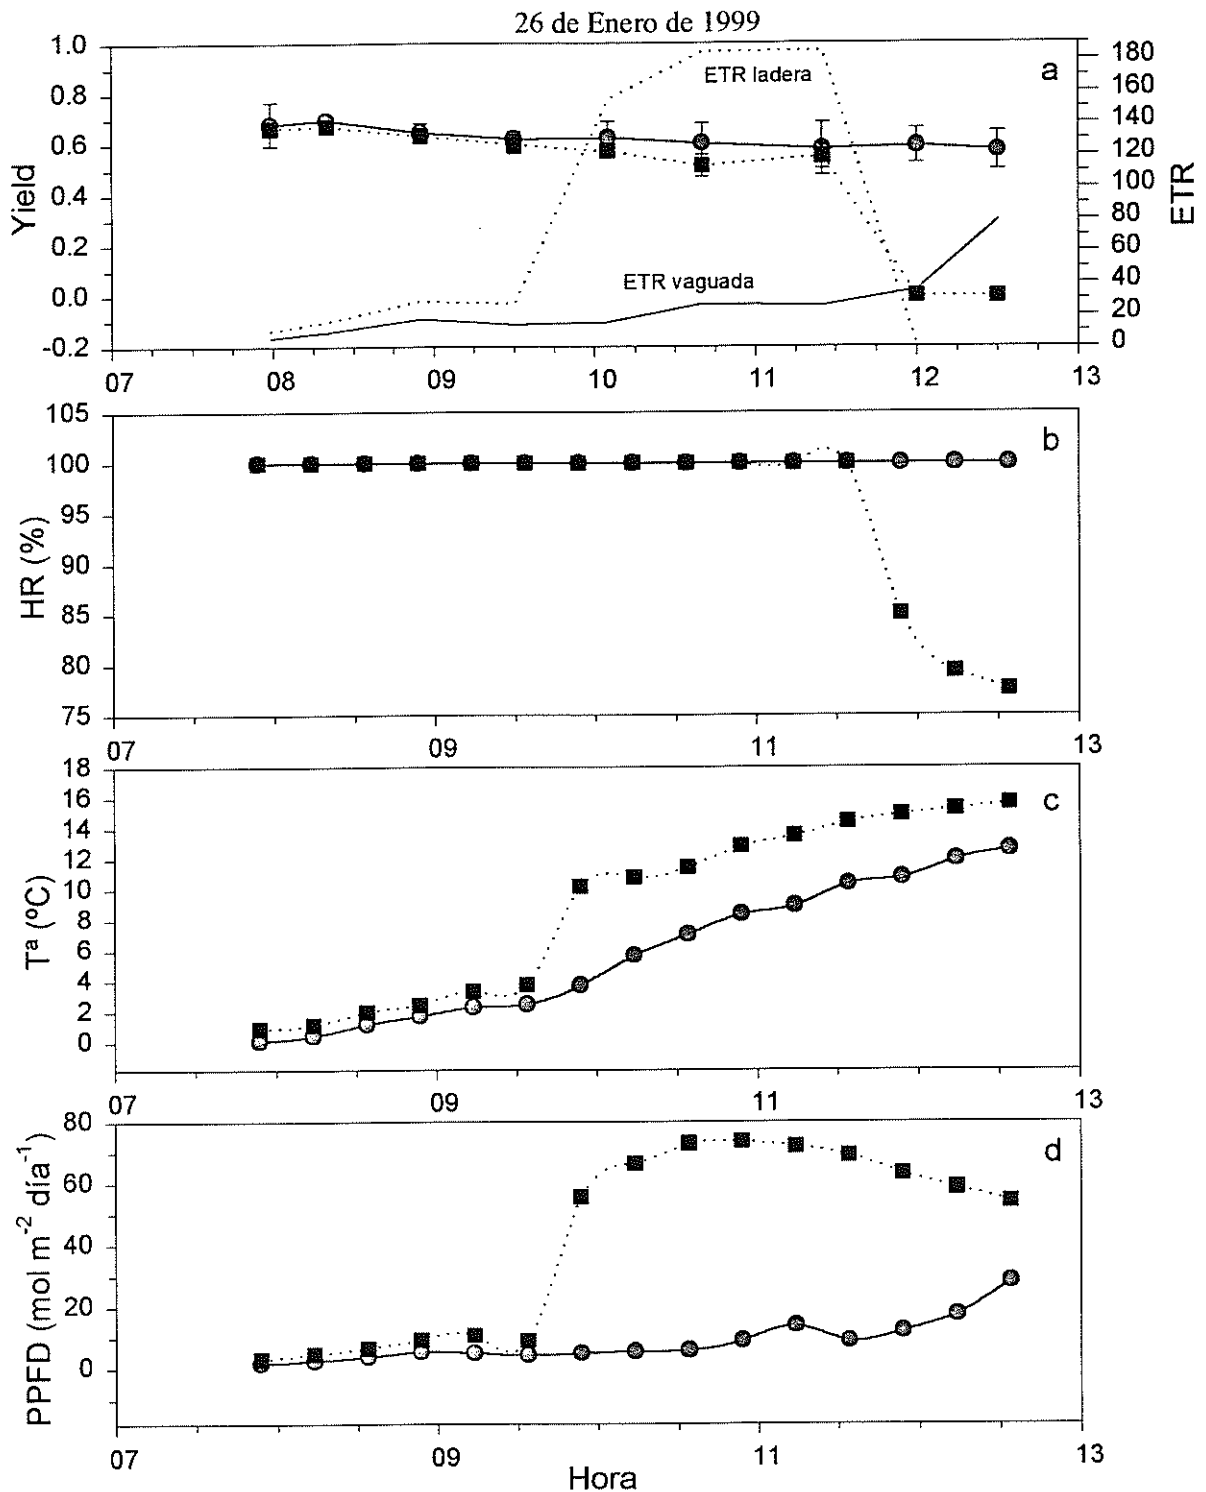 26 de Enero de 1999
a
ETR ladera
ETR vaguada
Yield
ETR
1.0
0.8
0.6
0.4
0.2
0.0
-0.2
180
160
140
120
100
80
60
40
20
0
07 08 09 10 11 12 13
b
HR (%)
105
100
95
90
85
80
75
07 09 11 13
c
Tª (ºC)
18
16
14
12
10
8
6
4
2
0
07 09 11 13
d
PPFD (mol m-2 día-1)
80
60
40
20
0
07 09 11 13
Hora